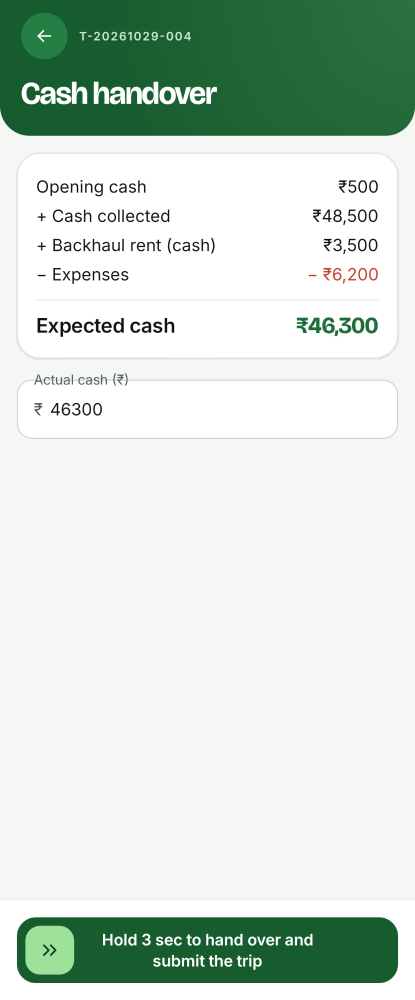 T-20261029-004
Cash handover
Opening cash ₹500
+ Cash collected ₹48,500
+ Backhaul rent (cash) ₹3,500
− Expenses − ₹6,200
Expected cash ₹46,300
Actual cash (₹)
₹ 46300
Hold 3 sec to hand over and
submit the trip